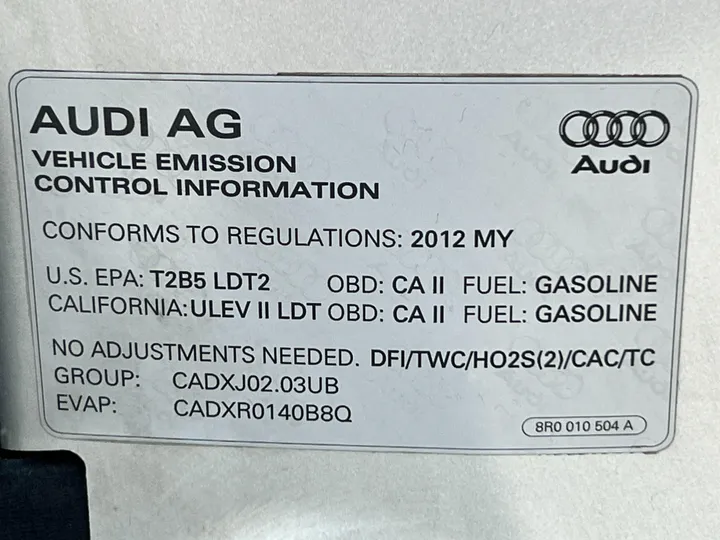 AUDI AG
Audi
VEHICLE EMISSION
CONTROL INFORMATION
CONFORMS TO REGULATIONS: 2012 MY
U.S. EPA: T2B5 LDT2 OBD: CA II FUEL: GASOLINE
CALIFORNIA: ULEV II LDT OBD: CA II FUEL: GASOLINE
NO ADJUSTMENTS NEEDED. DFI/TWC/HO2S(2)/CAC/TC
GROUP: CADXJ02.03UB
EVAP: CADXR0140B8Q
8R0 010 504 A